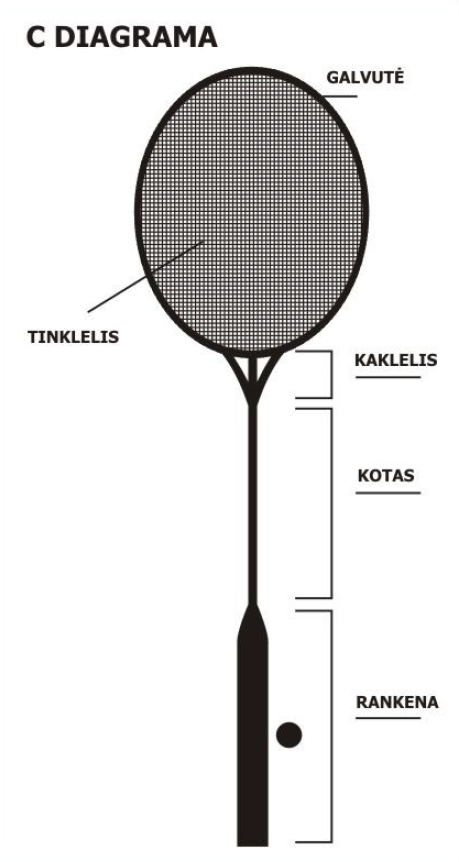 C DIAGRAMA
GALVUTĖ
TINKLELIS
KAKLELIS
KOTAS
RANKENA